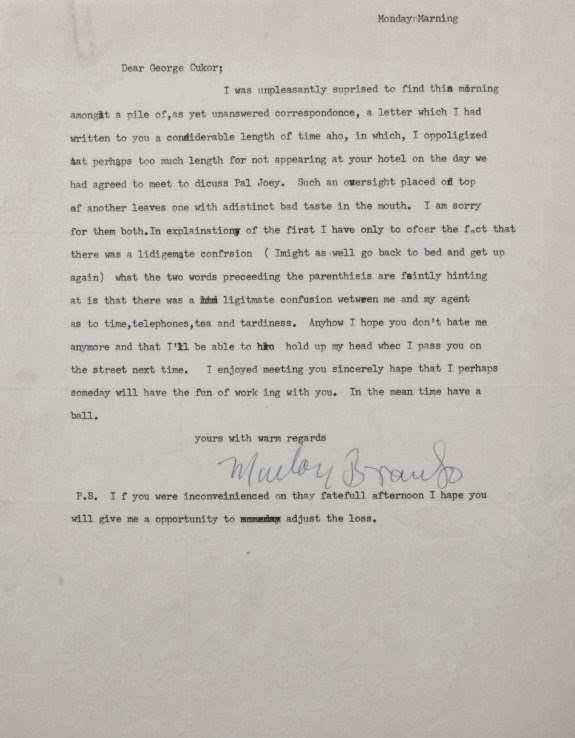 Monday Marning
Dear George Cukor;
I was unpleasantly suprised to find this morning
amongst a pile of,as yet unanswered correspondonce, a letter which I had
written to you a considerable length of time aho, in which, I oppoligized
at perhaps too much length for not appearing at your hotel on the day we
had agreed to meet to dicuss Pal Joey. Such an oversight placed on top
of another leaves one with adistinct bad taste in the mouth. I am sorry
for them both.In explainationg of the first I have only to ofcer the fact that
there was a lidigemate confrsion ( Imight as well go back to bed and get up
again) what the two words preceeding the parenthisis are faintly hinting
at is that there was a ligitmate confusion wetween me and my agent
as to time,telephones,tea and tardiness. Anyhow I hope you don't hate me
anymore and that I'll be able to hold up my head whec I pass you on
the street next time. I enjoyed meeting you sincerely hape that I perhaps
someday will have the fun of work ing with you. In the mean time have a
ball.
yours with warm regards
Marlon Brando
P.S. I f you were inconveinienced on thay fatefull afternoon I hope you
will give me a opportunity to adjust the loss.